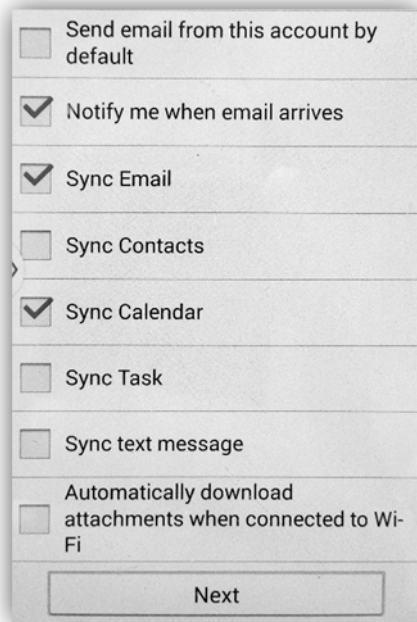 Send email from this account by
default
Notify me when email arrives
Sync Email
Sync Contacts
Sync Calendar
Sync Task
Sync text message
Automatically download
attachments when connected to Wi-
Fi
Next